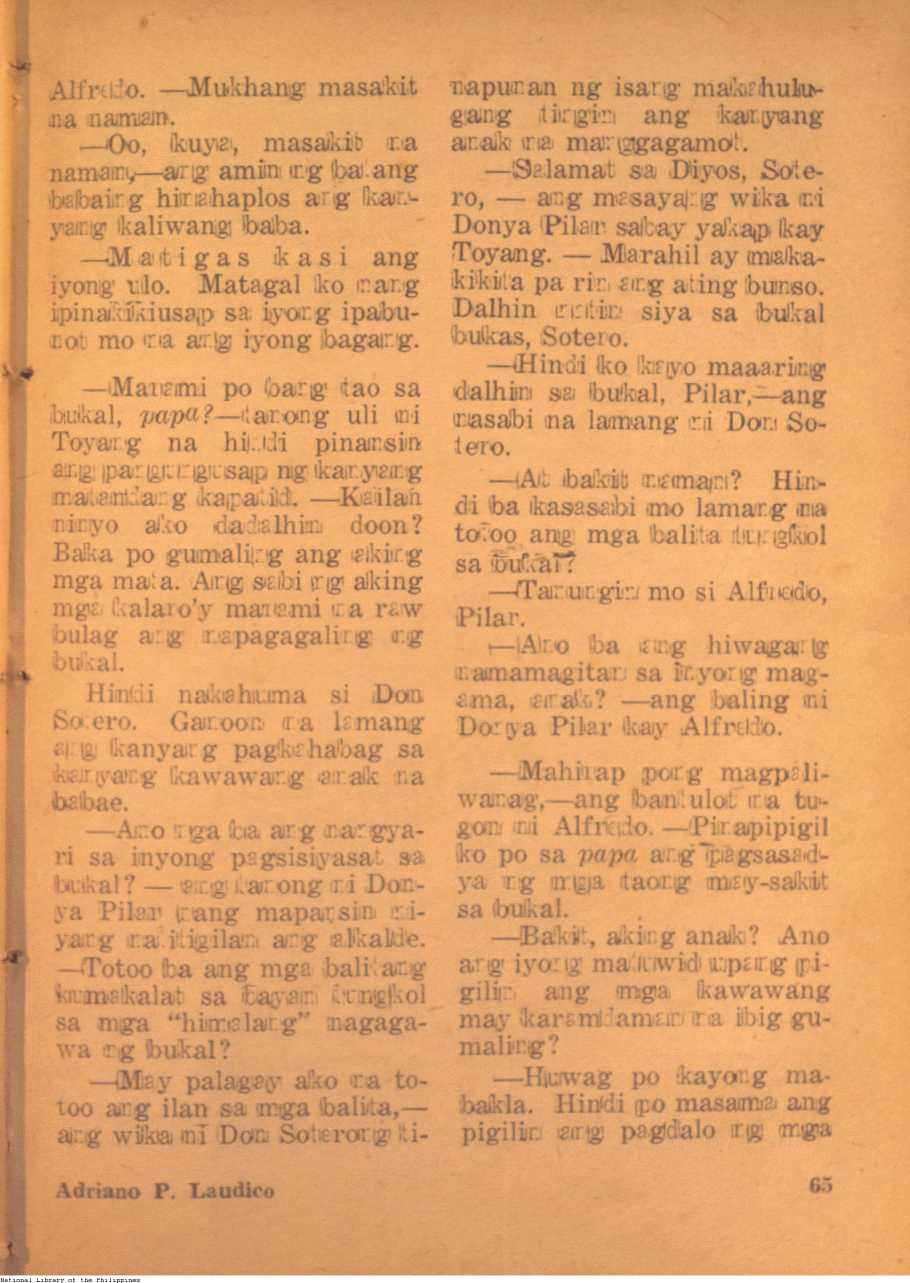 Alfredo. —Mukhang masakit
na naman.
—Oo, kuya, masakit na
naman,—ang amin ng batang
babaing hinahaplos ang kan-
yang kaliwang baba.
—Matigas kasi ang
iyong ulo. Matagal ko nang
ipinakikiusap sa iyong ipabu-
not mo na ang iyong bagang.
—Marami po bang tao sa
bukal, papa?—tanong uli ni
Toyang na hindi pinansin
ang pangungusap ng kanyang
matandang kapatid. —Kailan
ninyo ako dadalhin doon?
Baka po gumaling ang aking
mga mata. Ang sabi ng aking
mga kalaro'y marami na raw
bulag ang napagagaling ng
bukal.
Hindi nakahuma si Don
Sotero. Ganoon na lamang
ang kanyang pagkahabag sa
kanyang kawawang anak na
babae.
—Ano nga ba ang nangya-
ri sa inyong pagsisiyasat sa
bukal? — ang tanong ni Don-
ya Pilar nang mapansin ni-
yang natitigilan ang alkalde.
—Totoo ba ang mga balitang
kumakalat sa bayan tungkol
sa mga “himalang” nagaga-
wa ng bukal?
—May palagay ako na to-
too ang ilan sa mga balita,—
ang wika ni Don Soterong ti-
napunan ng isang makahulu-
gang tingin ang kanyang
anak na manggagamot.
—Salamat sa Diyos, Sote-
ro, — ang masayang wika ni
Donya Pilar sabay yakap kay
Toyang. — Marahil ay maka-
kikita pa rin ang ating bunso.
Dalhin natin siya sa bukal
bukas, Sotero.
—Hindi ko kayo maaaring
dalhin sa bukal, Pilar,—ang
nasabi na lamang ni Don So-
tero.
—At bakit naman? Hin-
di ba kasasabi mo lamang na
totoo ang mga balita tungkol
sa bukal?
—Tanungin mo si Alfredo,
Pilar.
—Ano ba ang hiwagang
namamagitan sa inyong mag-
ama, anak? —ang baling ni
Donya Pilar kay Alfredo.
—Mahirap pong magpali-
wanag,—ang bantulot na tu-
gon ni Alfredo. —Pinapipigil
ko po sa papa ang pagsasad-
ya ng mga taong may-sakit
sa bukal.
—Bakit, aking anak? Ano
ang iyong matuwid upang pi-
gilin ang mga kawawang
may karamdaman na ibig gu-
maling?
—Huwag po kayong ma-
bakla. Hindi po masama ang
pigilin ang pagdalo ng mga
Adriano P. Laudico
65
National Library of the Philippines